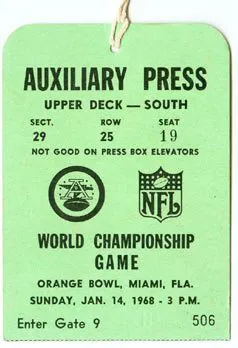 AUXILIARY PRESS
UPPER DECK — SOUTH
SECT. ROW SEAT
29 25 19
NOT GOOD ON PRESS BOX ELEVATORS
NFL
WORLD CHAMPIONSHIP
GAME
ORANGE BOWL, MIAMI, FLA.
SUNDAY, JAN. 14, 1968 - 3 P.M.
Enter Gate 9 506